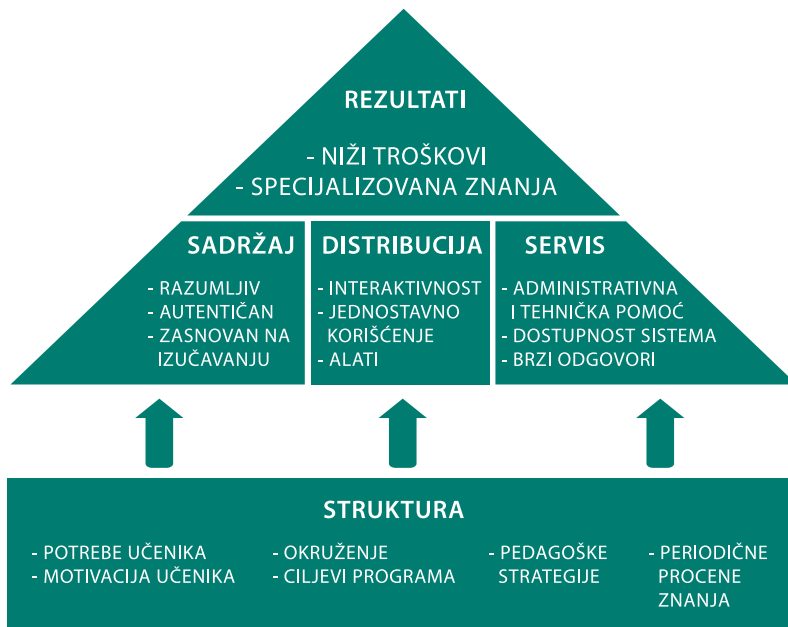 REZULTATI
- NIŽI TROŠKOVI
- SPECIJALIZOVANA ZNANJA
SADRŽAJ
- RAZUMLJIV
- AUTENTIČAN
- ZASNOVAN NA
IZUČAVANJU
DISTRIBUCIJA
- INTERAKTIVNOST
- JEDNOSTAVNO
KORIŠĆENJE
- ALATI
SERVIS
- ADMINISTRATIVNA
I TEHNIČKA POMOĆ
- DOSTUPNOST SISTEMA
- BRZI ODGOVORI
STRUKTURA
- POTREBE UČENIKA
- MOTIVACIJA UČENIKA
- OKRUŽENJE
- CILJEVI PROGRAMA
- PEDAGOŠKE
STRATEGIJE
- PERIODIČNE
PROCENE
ZNANJA